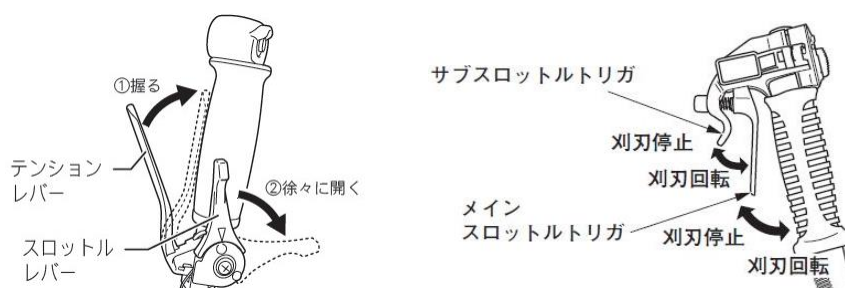 ①握る
テンション
レバー
②徐々に開く
スロットル
レバー
サブスロットルトリガ
刈刃停止
刈刃回転
メイン
スロットルトリガ
刈刃停止
刈刃回転